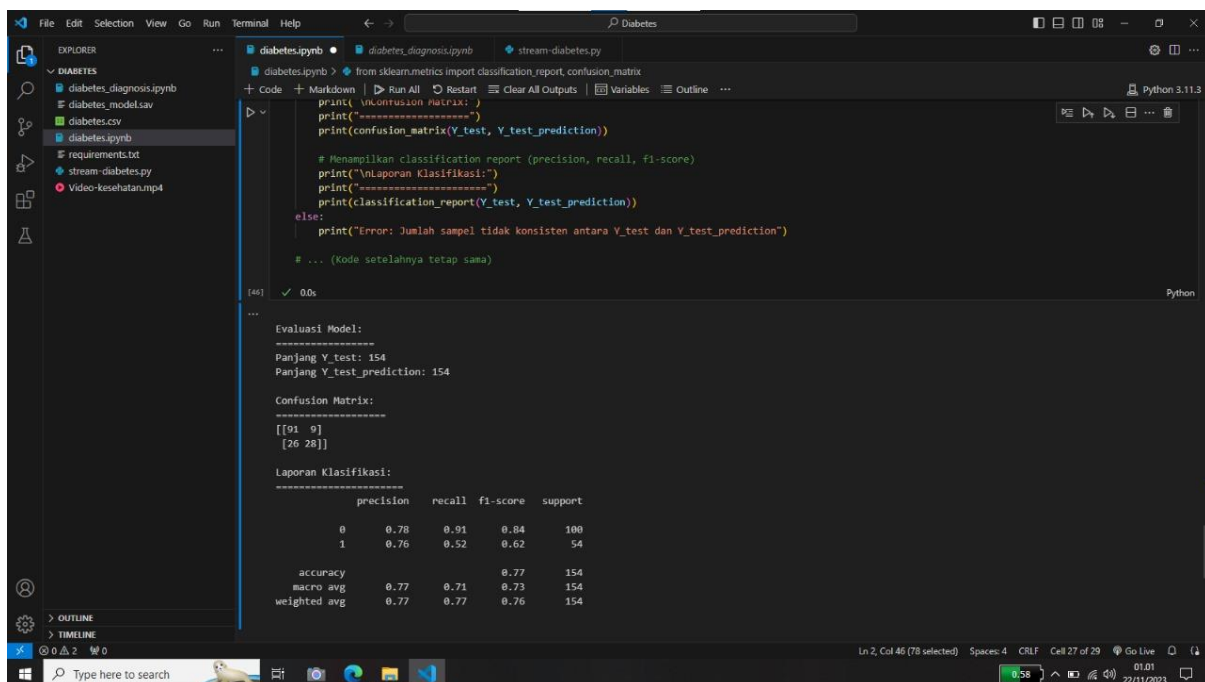 File Edit Selection View Go Run Terminal Help
Diabetes
EXPLORER
DIABETES
diabetes_diagnosis.ipynb
diabetes_model.sav
diabetes.csv
diabetes.ipynb
requirements.txt
stream-diabetes.py
Video-kesehatan.mp4
OUTLINE
TIMELINE
diabetes.ipynb diabetes_diagnosis.ipynb stream-diabetes.py
diabetes.ipynb > from sklearn.metrics import classification_report, confusion_matrix
+ Code + Markdown | Run All Restart Clear All Outputs | Variables Outline ...
Python 3.11.3
print("\nConfusion Matrix:")
print("===================")
print(confusion_matrix(Y_test, Y_test_prediction))
# Menampilkan classification report (precision, recall, f1-score)
print("\nLaporan Klasifikasi:")
print("======================")
print(classification_report(Y_test, Y_test_prediction))
else:
print("Error: Jumlah sampel tidak konsisten antara Y_test dan Y_test_prediction")
# ... (Kode setelahnya tetap sama)
[46] 0.0s Python
...
Evaluasi Model:
=================
Panjang Y_test: 154
Panjang Y_test_prediction: 154
Confusion Matrix:
===================
[[91 9]
[26 28]]
Laporan Klasifikasi:
======================
precision recall f1-score support
0 0.78 0.91 0.84 100
1 0.76 0.52 0.62 54
accuracy 0.77 154
macro avg 0.77 0.71 0.73 154
weighted avg 0.77 0.77 0.76 154
0 2 0 Ln 2, Col 46 (78 selected) Spaces: 4 CRLF Cell 27 of 29 Go Live
Type here to search 0.58 01.01
22/11/2023